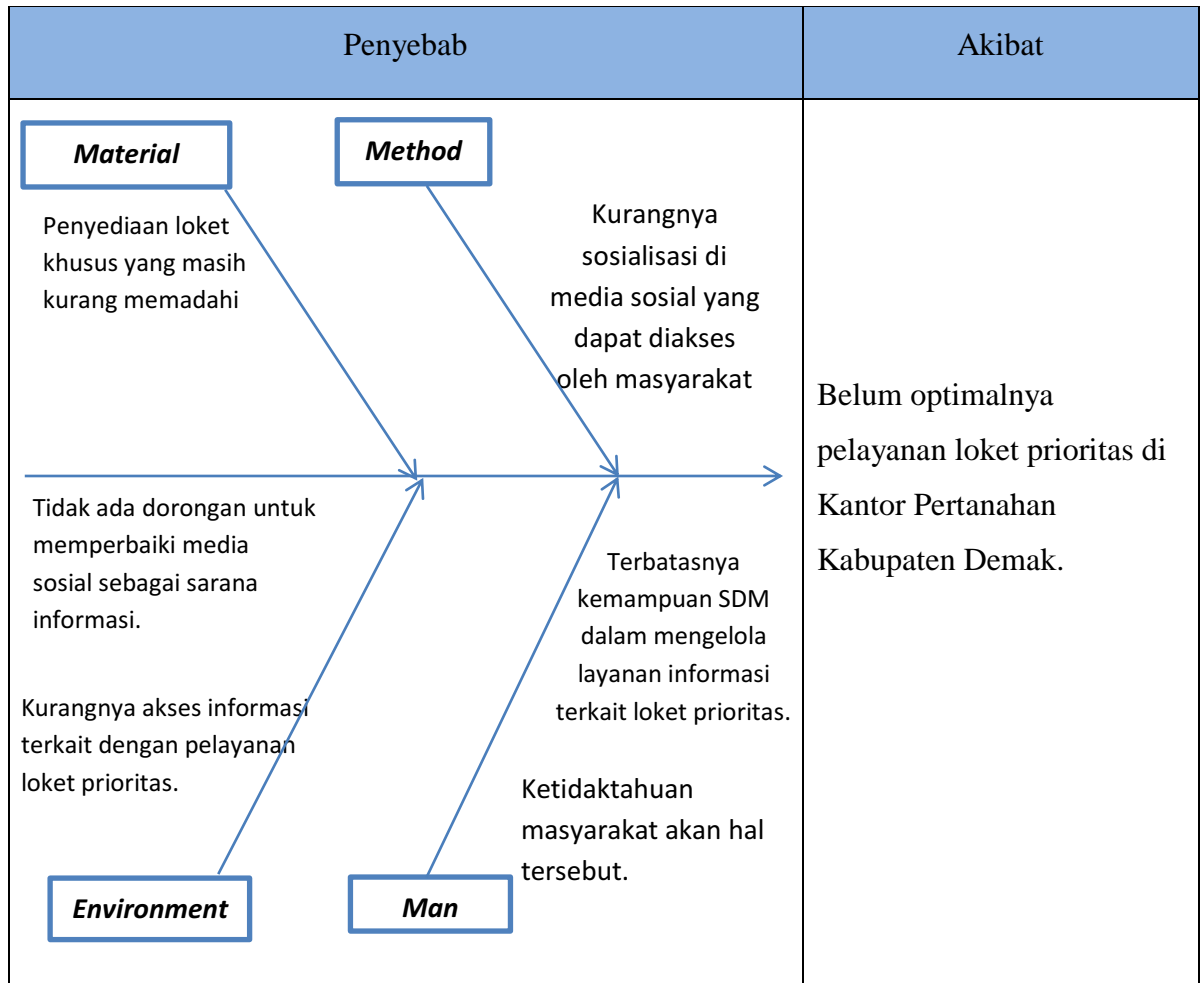 Penyebab
Akibat
Material
Method
Penyediaan loket
khusus yang masih
kurang memadahi
Kurangnya
sosialisasi di
media sosial yang
dapat diakses
oleh masyarakat
Tidak ada dorongan untuk
memperbaiki media
sosial sebagai sarana
informasi.
Kurangnya akses informasi
terkait dengan pelayanan
loket prioritas.
Terbatasnya
kemampuan SDM
dalam mengelola
layanan informasi
terkait loket prioritas.
Ketidaktahuan
masyarakat akan hal
tersebut.
Environment
Man
Belum optimalnya
pelayanan loket prioritas di
Kantor Pertanahan
Kabupaten Demak.